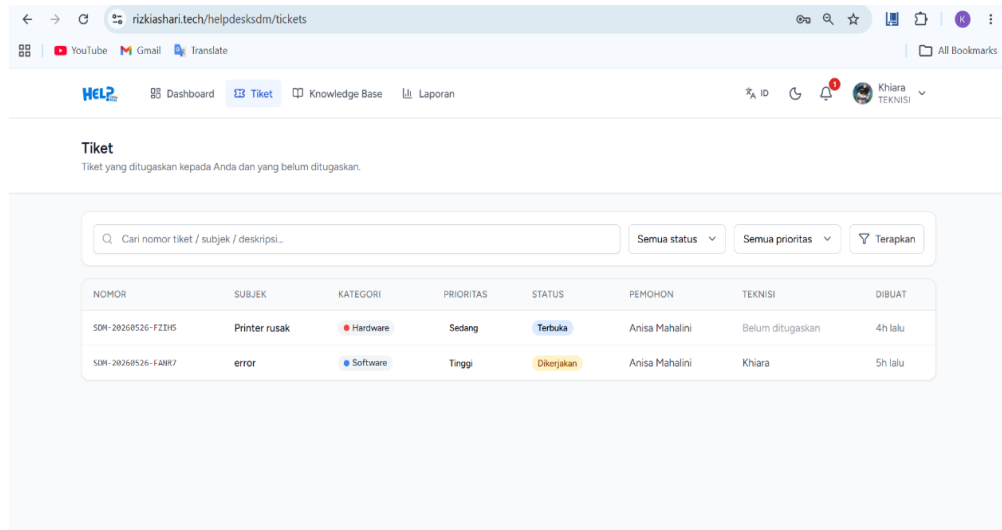 rizkiashari.tech/helpdesksdm/tickets
K
YouTube Gmail Translate All Bookmarks
HELP Dashboard Tiket Knowledge Base Laporan ID 1 Khiara
TEKNISI
Tiket
Tiket yang ditugaskan kepada Anda dan yang belum ditugaskan.
Cari nomor tiket / subjek / deskripsi... Semua status Semua prioritas Terapkan
NOMOR SUBJEK KATEGORI PRIORITAS STATUS PEMOHON TEKNISI DIBUAT
SDM-20260526-FZIH5 Printer rusak Hardware Sedang Terbuka Anisa Mahalini Belum ditugaskan 4h lalu
SDM-20260526-FANR7 error Software Tinggi Dikerjakan Anisa Mahalini Khiara 5h lalu